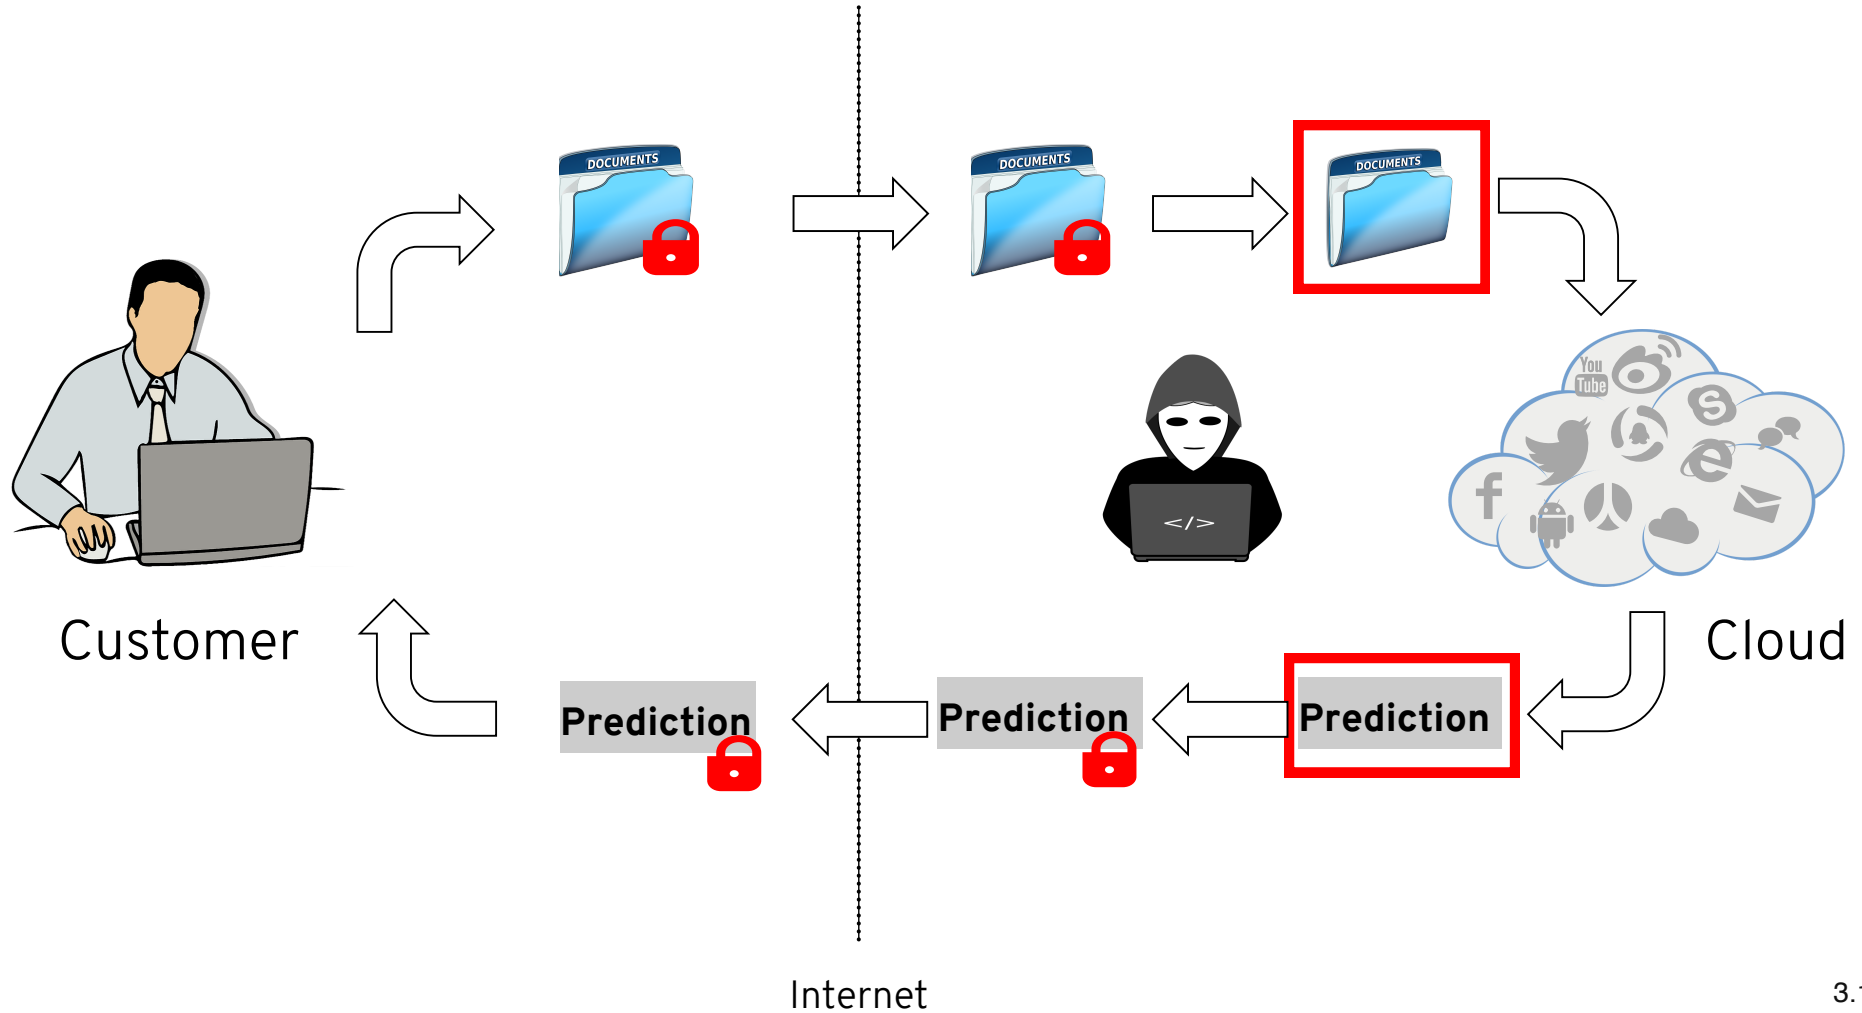 DOCUMENTS
DOCUMENTS
DOCUMENTS
You
Tube
</>
Customer
Cloud
Prediction
Prediction
Prediction
Internet